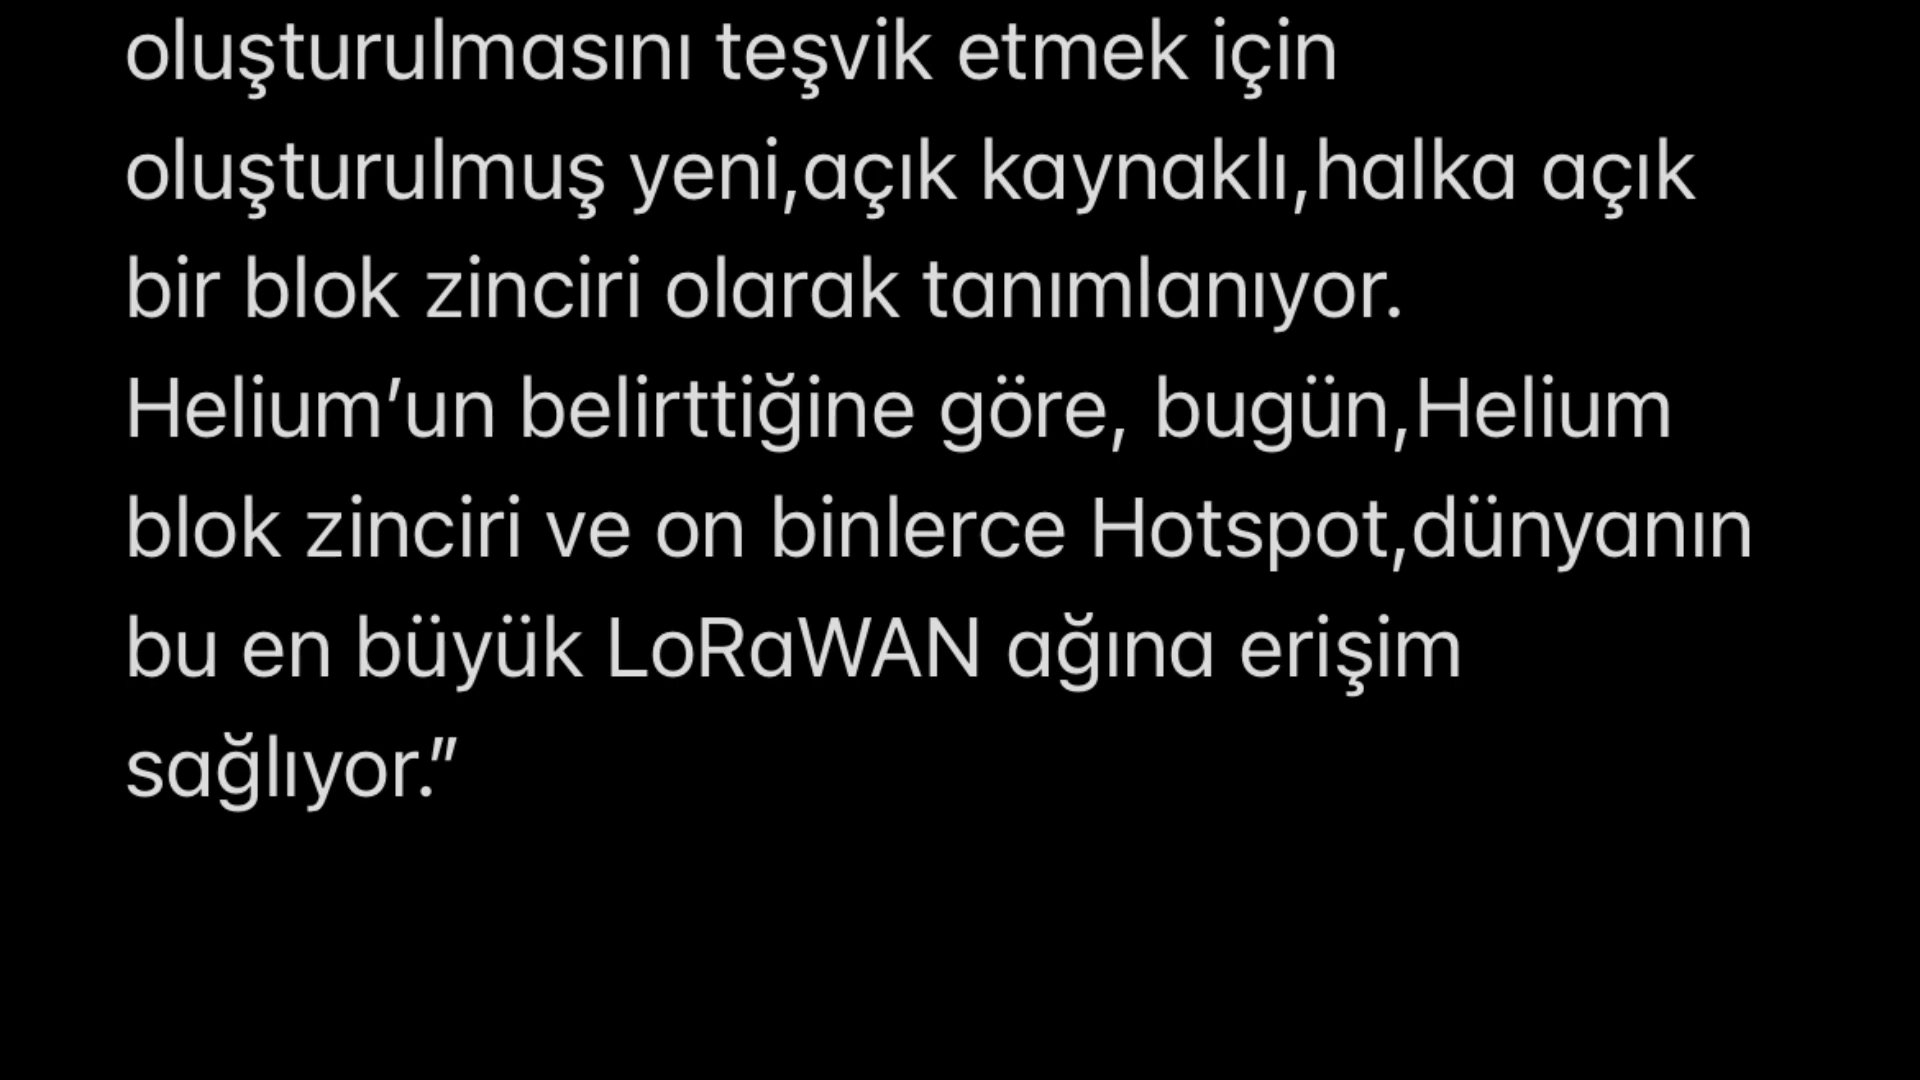 oluşturulmasını teşvik etmek için
oluşturulmuş yeni,açık kaynaklı,halka açık
bir blok zinciri olarak tanımlanıyor.
Helium’un belirttiğine göre, bugün,Helium
blok zinciri ve on binlerce Hotspot,dünyanın
bu en büyük LoRaWAN ağına erişim
sağlıyor.”